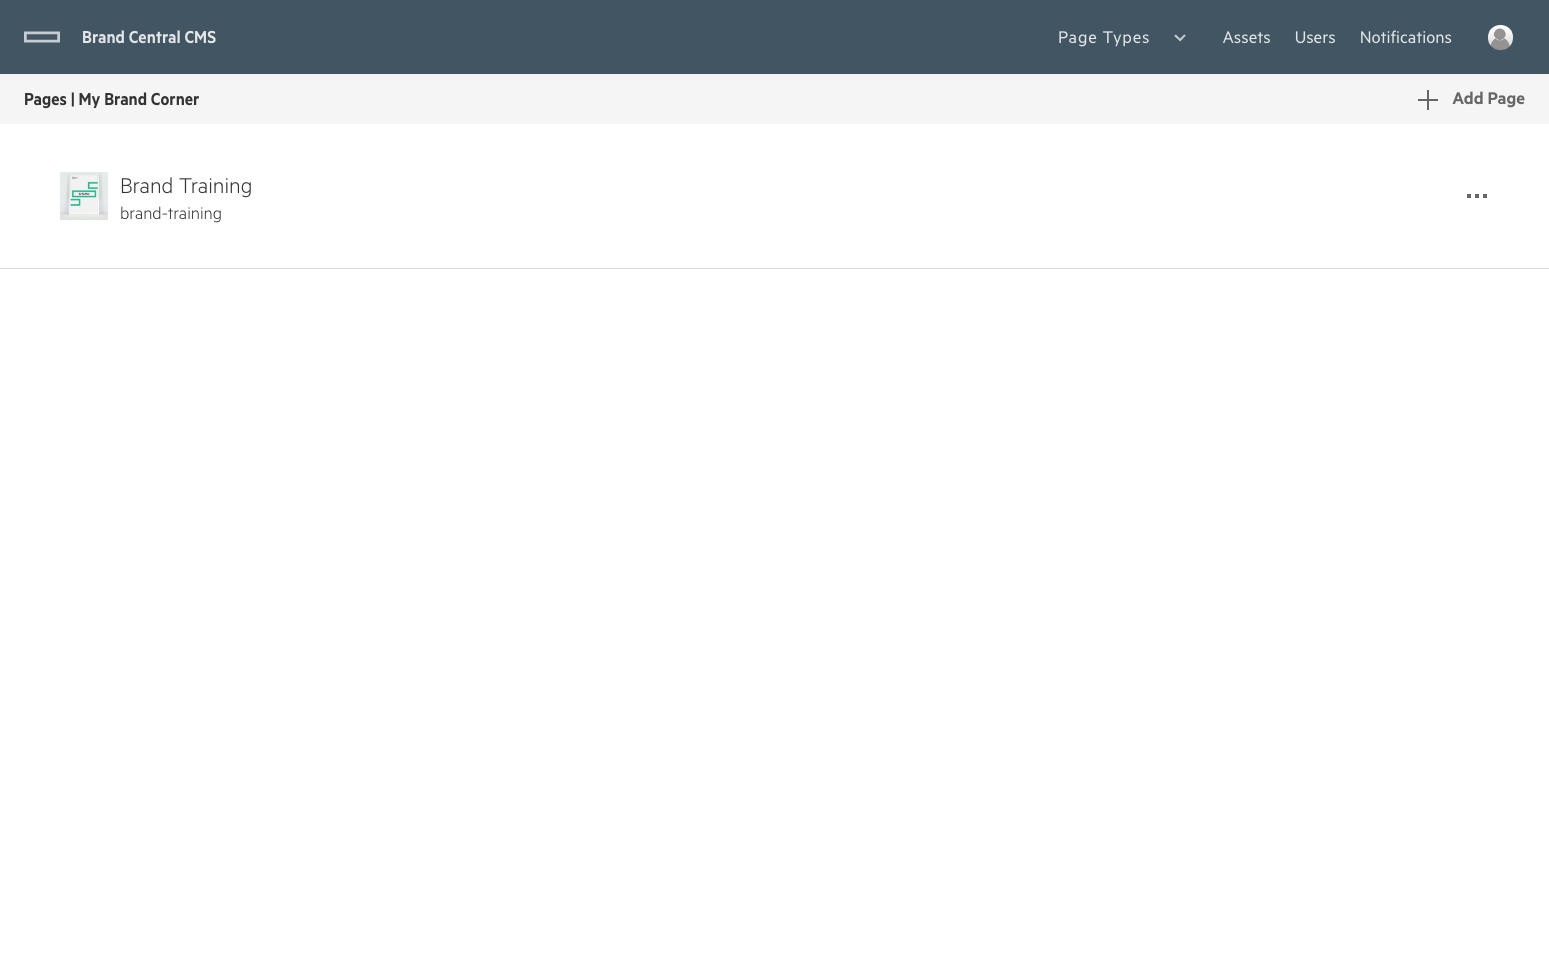 Brand Central CMS
Page Types
Assets
Users
Notifications
Pages | My Brand Corner
Add Page
Brand Training
brand-training